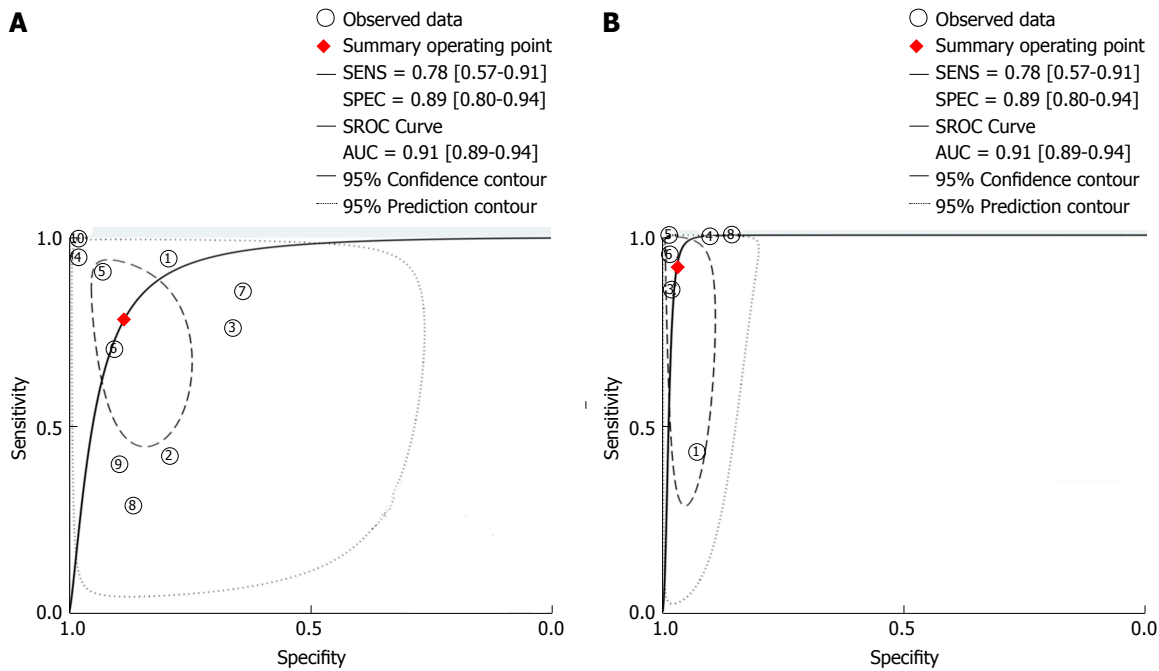 A
Observed data
Summary operating point
SENS = 0.78 [0.57-0.91]
SPEC = 0.89 [0.80-0.94]
SROC Curve
AUC = 0.91 [0.89-0.94]
95% Confidence contour
95% Prediction contour
1.0
10
4
5
1
7
3
6
0.5
2
9
8
0.0
1.0
0.5
0.0
Sensitivity
Specifity
B
Observed data
Summary operating point
SENS = 0.78 [0.57-0.91]
SPEC = 0.89 [0.80-0.94]
SROC Curve
AUC = 0.91 [0.89-0.94]
95% Confidence contour
95% Prediction contour
1.0
5
4
8
6
3
0.5
1
0.0
1.0
0.5
0.0
Sensitivity
Specifity